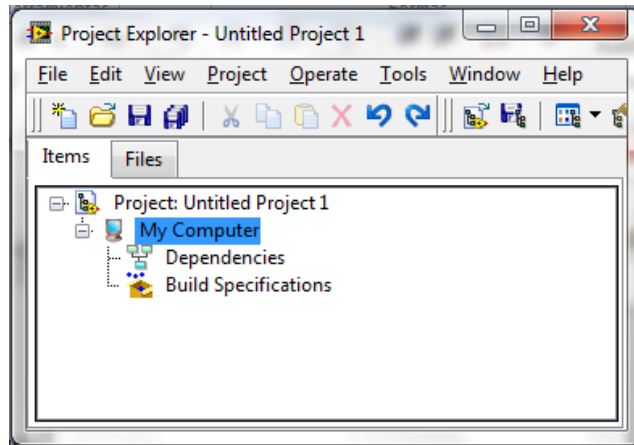 Project Explorer - Untitled Project 1
File Edit View Project Operate Tools Window Help
Items Files
Project: Untitled Project 1
My Computer
Dependencies
Build Specifications